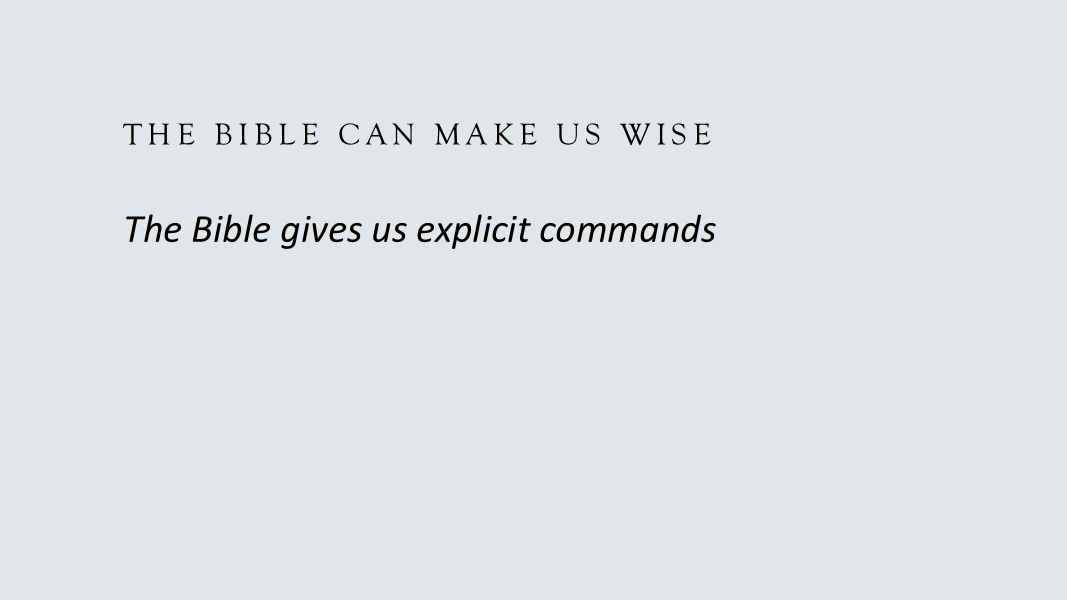 THE BIBLE CAN MAKE US WISE
The Bible gives us explicit commands